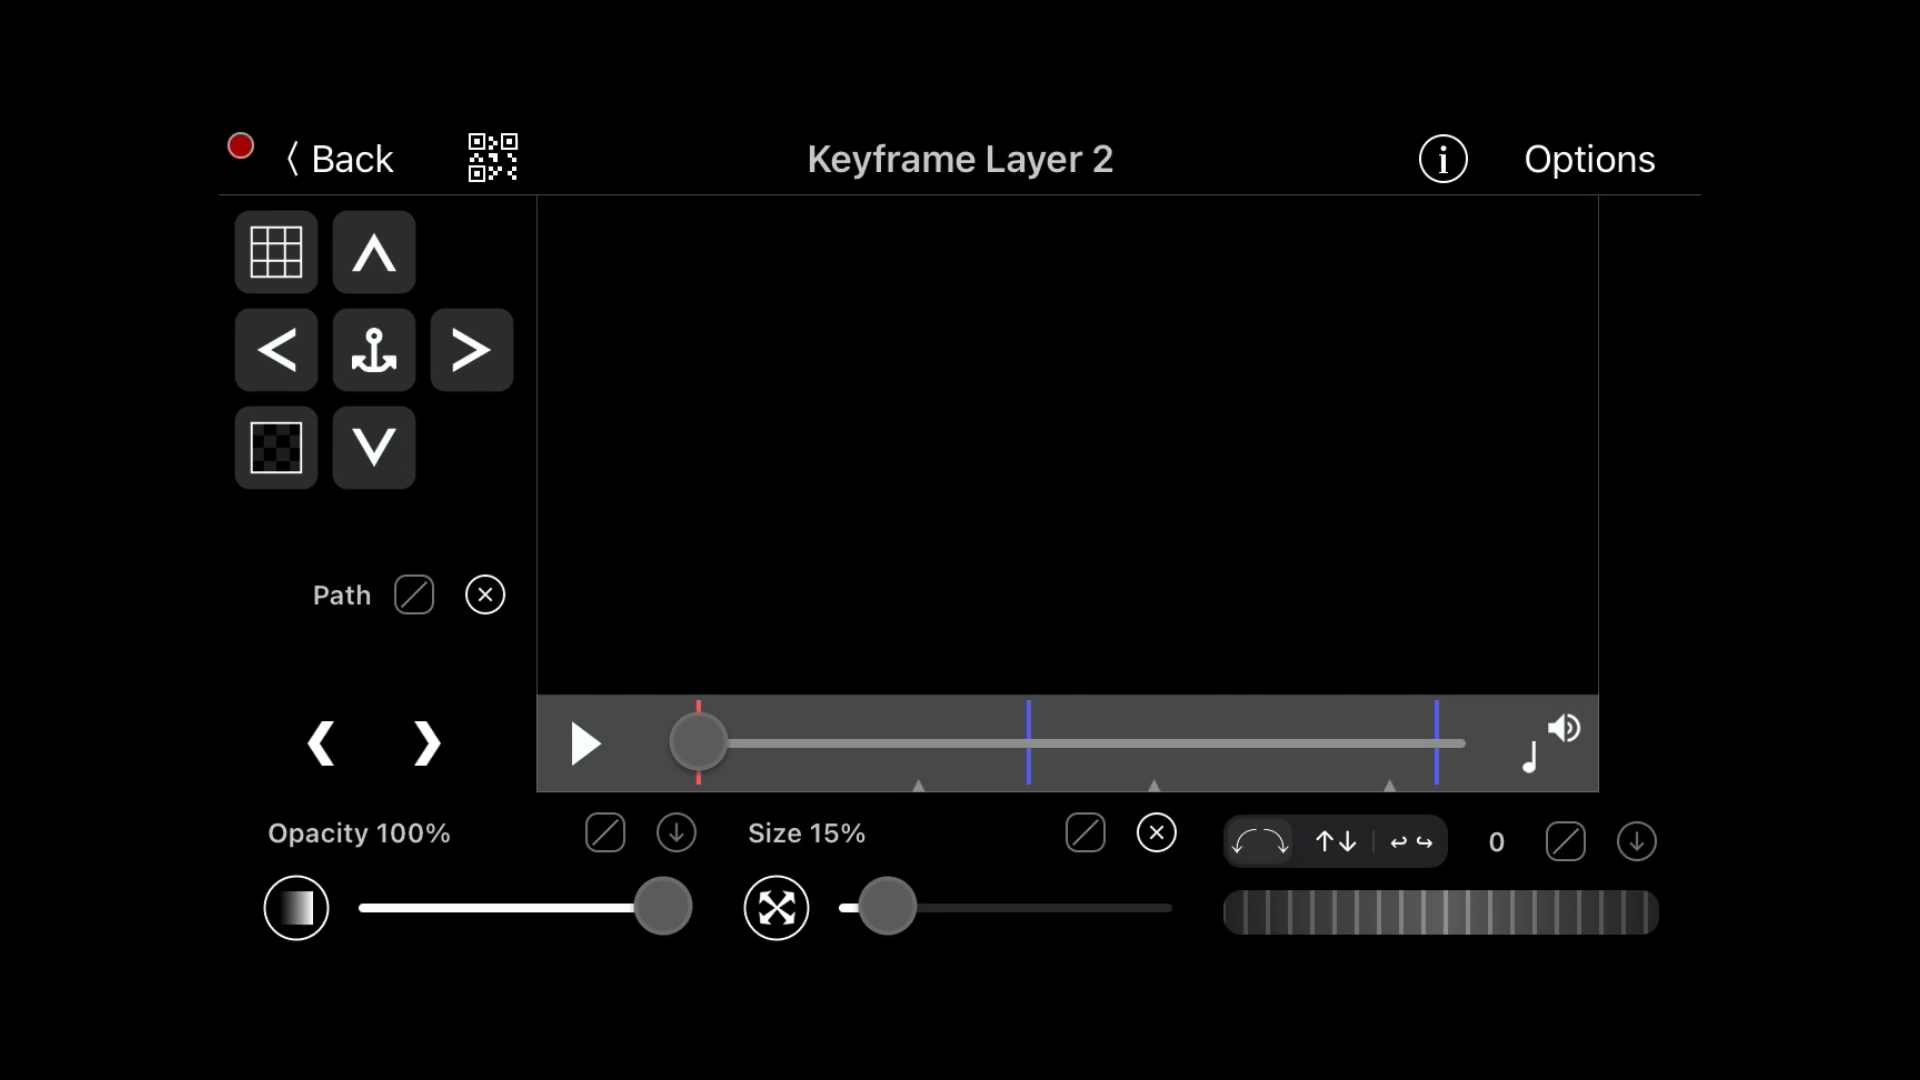 Back
Keyframe Layer 2
Options
Path
Opacity 100%
Size 15%
0